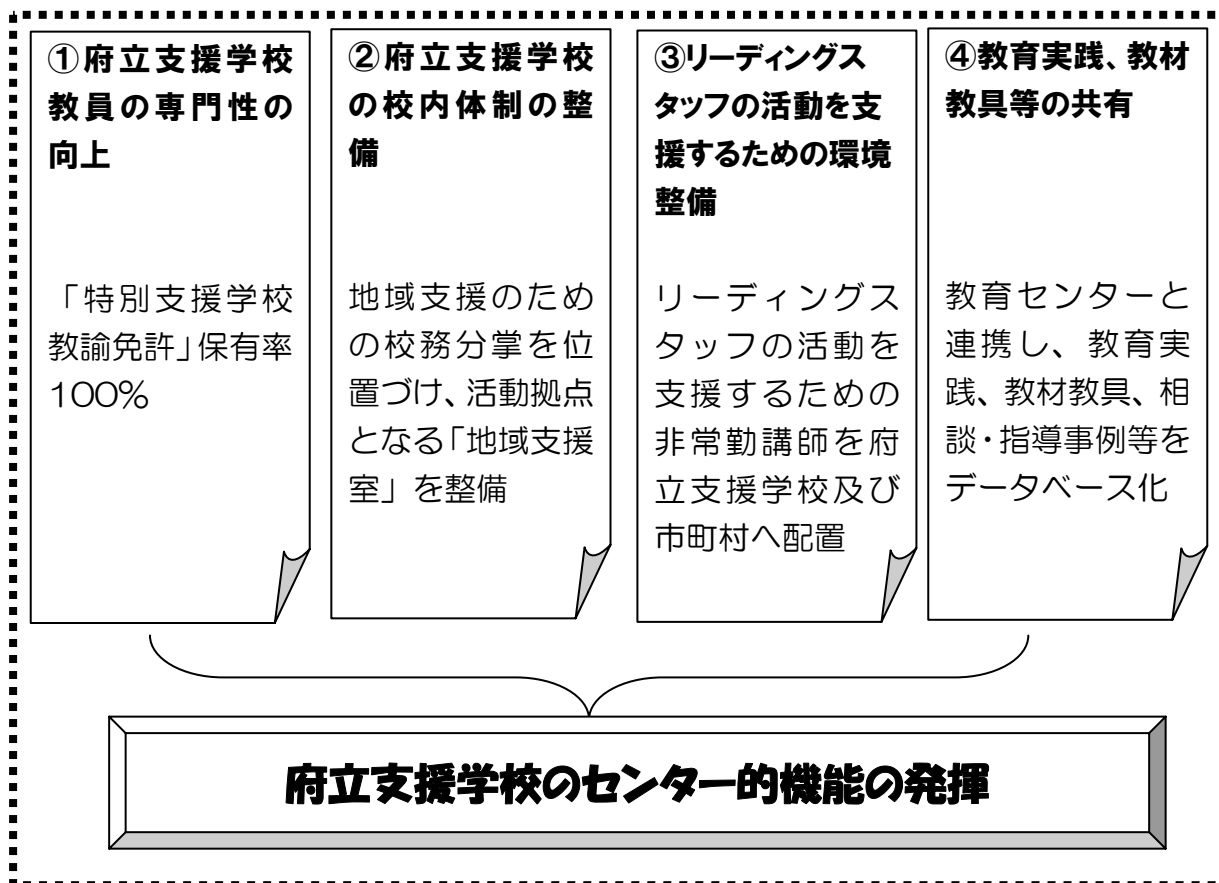 ①府立支援学校
教員の専門性の
向上
「特別支援学校
教諭免許」保有率
100%
②府立支援学校
の校内体制の整
備
地域支援のため
の校務分掌を位
置づけ、活動拠点
となる「地域支援
室」を整備
③リーディングス
タッフの活動を支
援するための環境
整備
リーディングス
タッフの活動を
支援するための
非常勤講師を府
立支援学校及び
市町村へ配置
④教育実践、教材
教具等の共有
教育センターと
連携し、教育実
践、教材教具、相
談・指導事例等を
データベース化
府立支援学校のセンター的機能の発揮